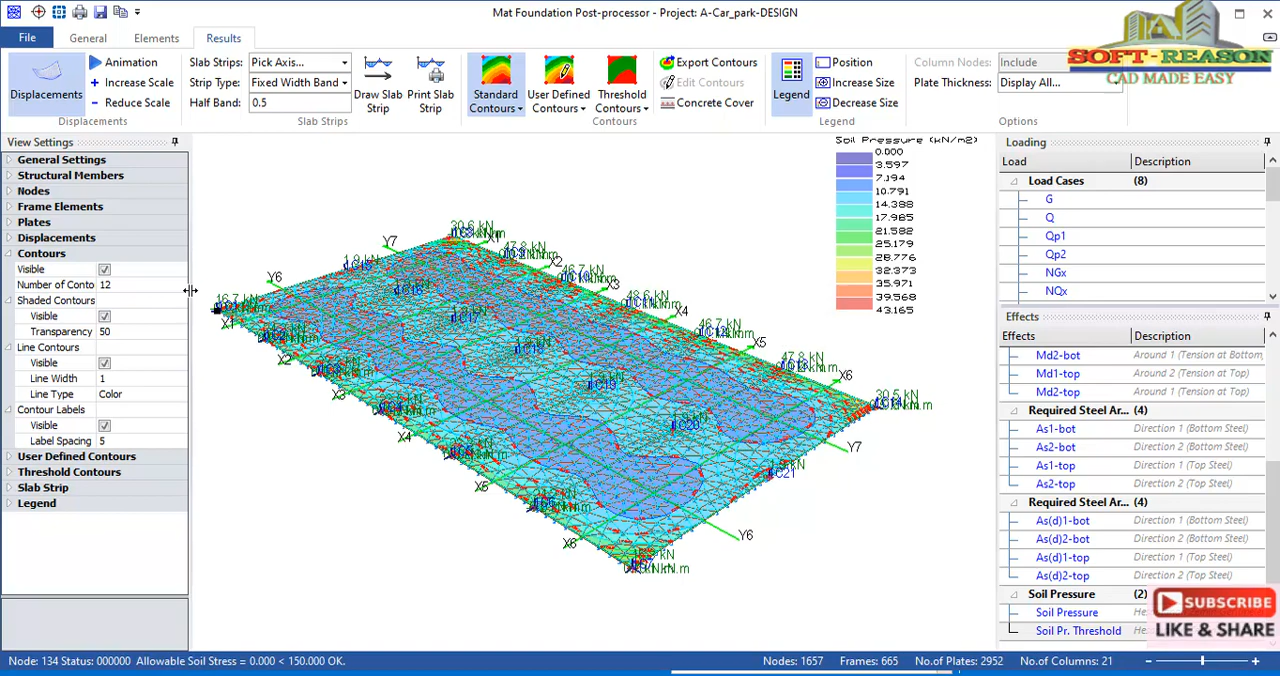 Mat Foundation Post-processor - Project: A-Car_park-DESIGN
File
General
Elements
Results
SOFT-REASON
CAD MADE EASY
Displacements
Animation
Increase Scale
Reduce Scale
Displacements
Slab Strips: Pick Axis...
Strip Type: Fixed Width Band
Half Band: 0.5
Draw Slab Strip
Print Slab Strip
Slab Strips
Standard Contours
User Defined Contours
Threshold Contours
Export Contours
Edit Contours
Concrete Cover
Contours
Legend
Position
Increase Size
Decrease Size
Legend
Column Nodes: Include
Plate Thickness: Display All...
Options
View Settings
General Settings
Structural Members
Nodes
Frame Elements
Plates
Displacements
Contours
Visible
Number of Conto 12
Shaded Contours
Visible
Transparency 50
Line Contours
Visible
Line Width 1
Line Type Color
Contour Labels
Visible
Label Spacing 5
User Defined Contours
Threshold Contours
Slab Strip
Legend
Soil Pressure (kN/m2)
0.000
3.597
7.194
10.791
14.388
17.985
21.582
25.179
28.776
32.373
35.971
39.568
43.165
Y7
Y6
X1
X2
X3
X4
X5
X6
Y7
Y6
X1
X2
X3
X4
X5
X6
Loading
Load Description
Load Cases (8)
G
Q
Qp1
Qp2
NGx
NQx
Effects
Effects Description
Md2-bot Around 1 (Tension at Bottom)
Md1-top Around 2 (Tension at Top)
Md2-top Around 1 (Tension at Top)
Required Steel Ar... (4)
As1-bot Direction 1 (Bottom Steel)
As2-bot Direction 2 (Bottom Steel)
As1-top Direction 1 (Top Steel)
As2-top Direction 2 (Top Steel)
Required Steel Ar... (4)
As(d)1-bot Direction 1 (Bottom Steel)
As(d)2-bot Direction 2 (Bottom Steel)
As(d)1-top Direction 1 (Top Steel)
As(d)2-top Direction 2 (Top Steel)
Soil Pressure (2)
Soil Pressure
Soil Pr. Threshold
SUBSCRIBE
LIKE & SHARE
Node: 134 Status: 000000 Allowable Soil Stress = 0.000 < 150.000 OK.
Nodes: 1657 Frames: 665 No.of Plates: 2952 No.of Columns: 21